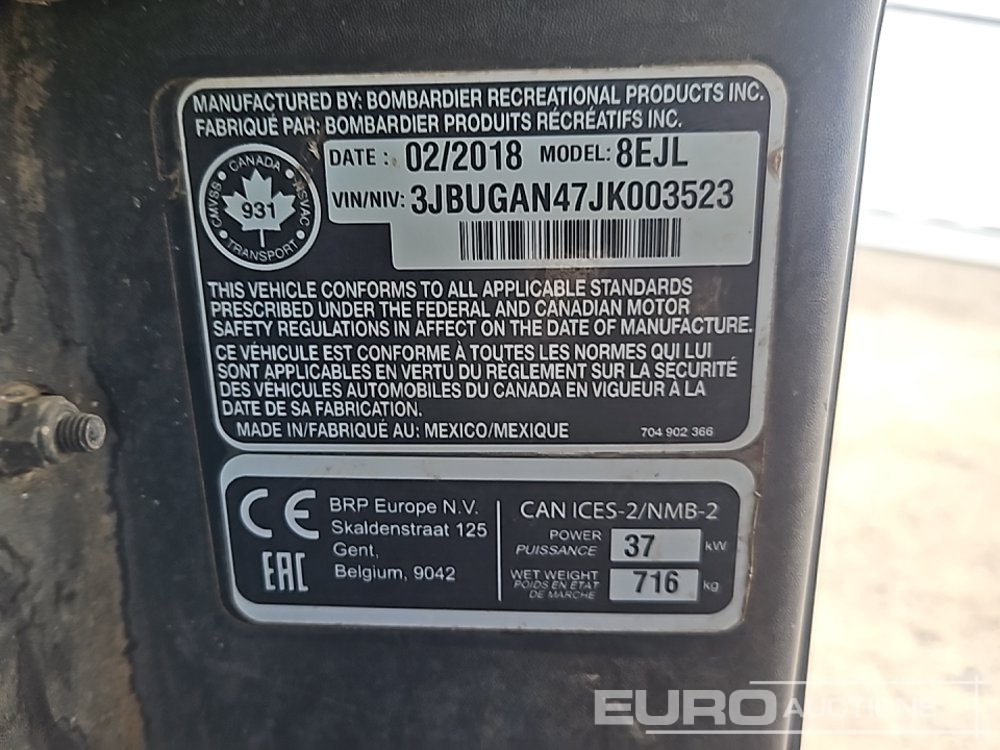 MANUFACTURED BY: BOMBARDIER RECREATIONAL PRODUCTS INC.
FABRIQUÉ PAR: BOMBARDIER PRODUITS RÉCRÉATIFS INC.
CANADA
CMVSS
NSVAC
931
TRANSPORT
DATE : 02/2018 MODEL: 8EJL
VIN/NIV: 3JBUGAN47JK003523
THIS VEHICLE CONFORMS TO ALL APPLICABLE STANDARDS
PRESCRIBED UNDER THE FEDERAL AND CANADIAN MOTOR
SAFETY REGULATIONS IN AFFECT ON THE DATE OF MANUFACTURE.
CE VÉHICULE EST CONFORME À TOUTES LES NORMES QUI LUI
SONT APPLICABLES EN VERTU DU RÈGLEMENT SUR LA SÉCURITÉ
DES VÉHICULES AUTOMOBILES DU CANADA EN VIGUEUR À LA
DATE DE SA FABRICATION.
MADE IN/FABRIQUÉ AU: MEXICO/MEXIQUE 704 902 366
CE
EAC
BRP Europe N.V.
Skaldenstraat 125
Gent,
Belgium, 9042
CAN ICES-2/NMB-2
POWER
PUISSANCE 37 kW
WET WEIGHT
POIDS EN ÉTAT
DE MARCHE 716 kg
EURO AUCTIONS